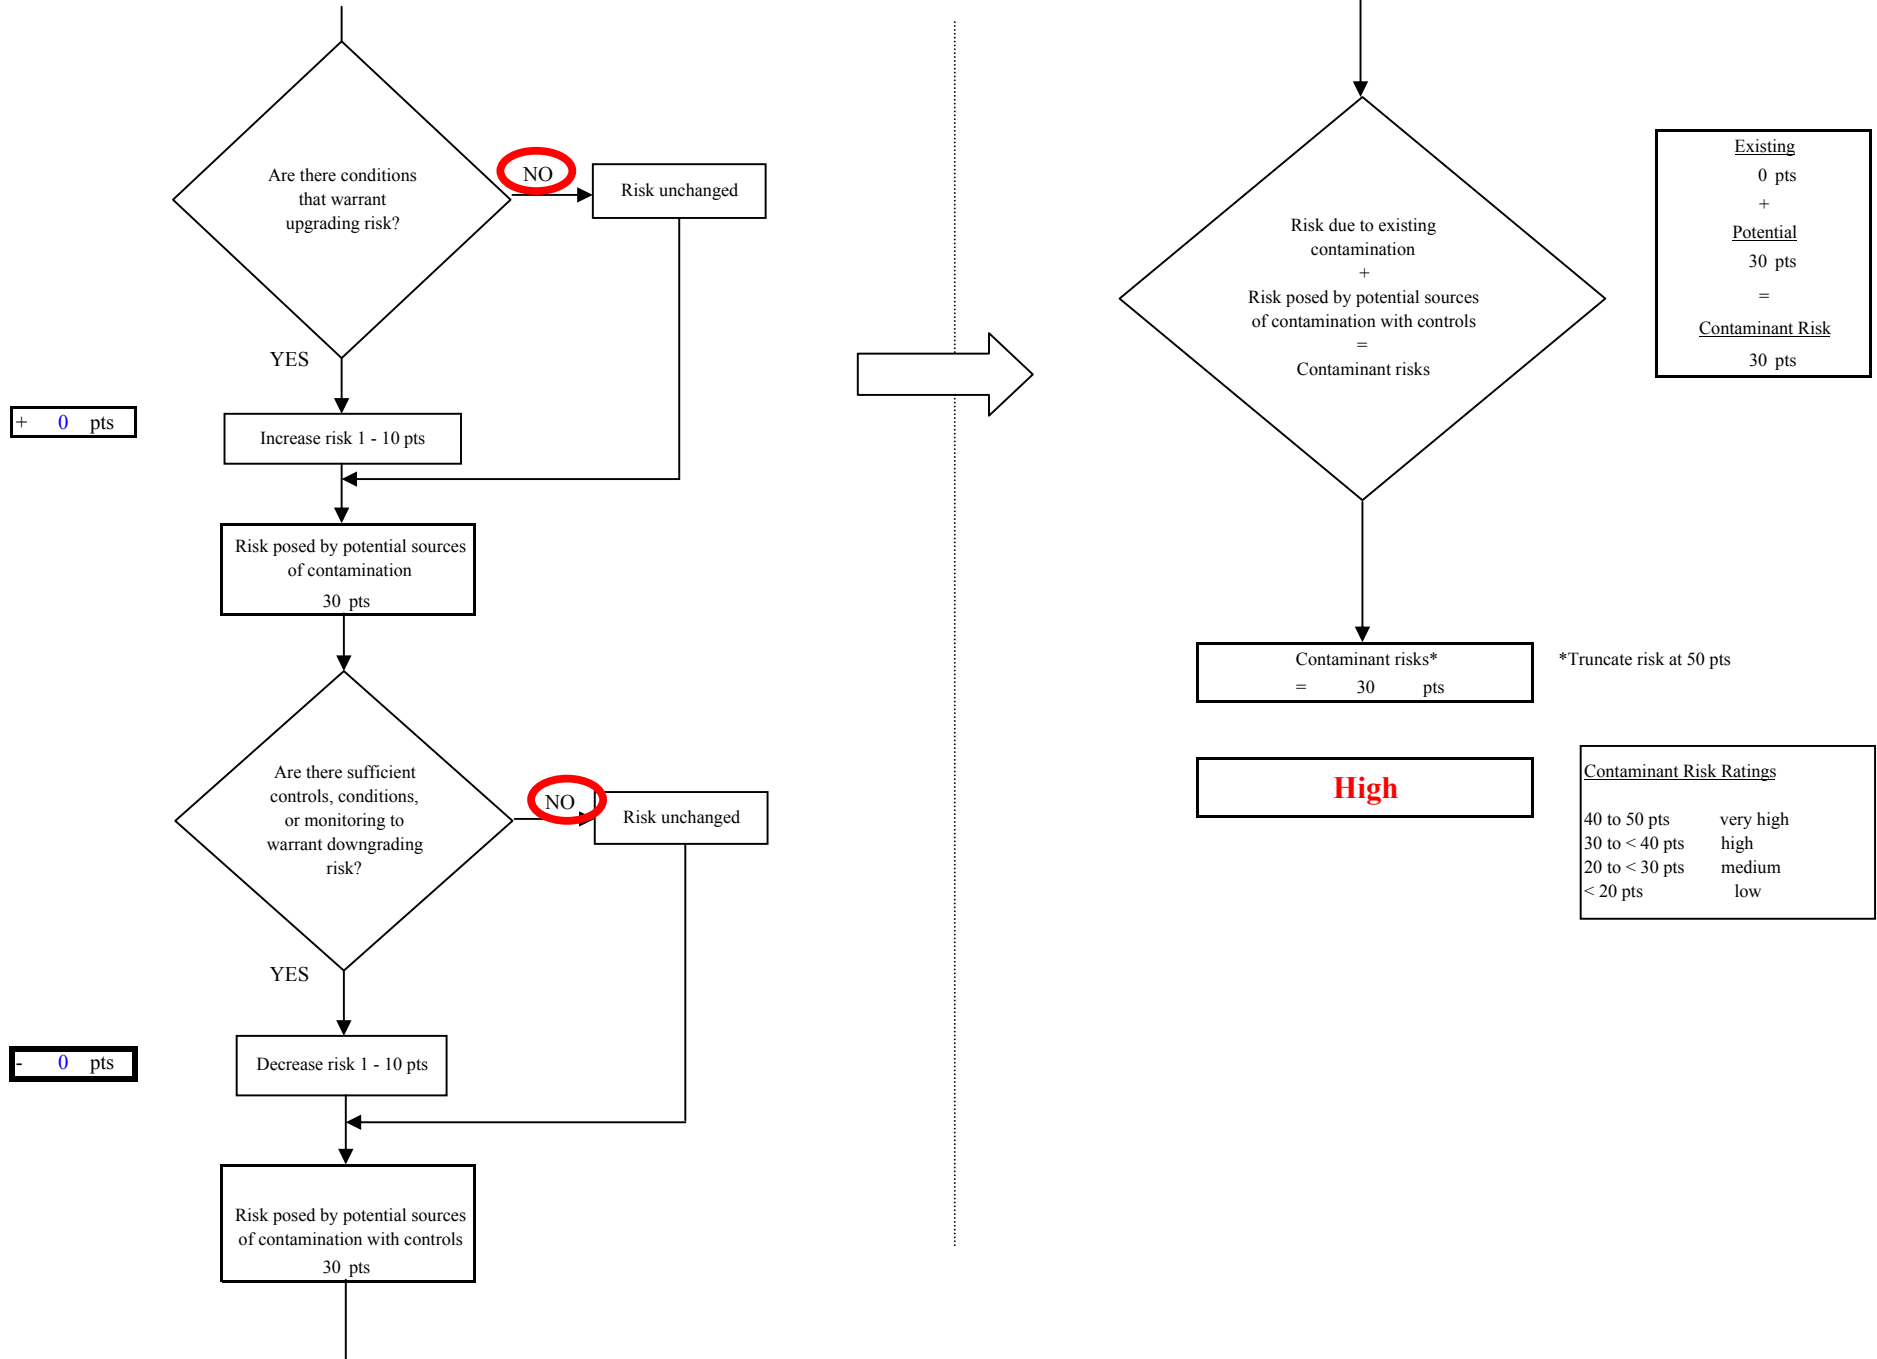 Are there conditions
that warrant
upgrading risk?
NO
Risk unchanged
YES
+ 0 pts
Increase risk 1 - 10 pts
Risk posed by potential sources
of contamination
30 pts
Are there sufficient
controls, conditions,
or monitoring to
warrant downgrading
risk?
NO
Risk unchanged
YES
- 0 pts
Decrease risk 1 - 10 pts
Risk posed by potential sources
of contamination with controls
30 pts
Risk due to existing
contamination
+
Risk posed by potential sources
of contamination with controls
=
Contaminant risks
Existing
0 pts
+
Potential
30 pts
=
Contaminant Risk
30 pts
Contaminant risks*
= 30 pts
*Truncate risk at 50 pts
High
Contaminant Risk Ratings
40 to 50 pts very high
30 to < 40 pts high
20 to < 30 pts medium
< 20 pts low